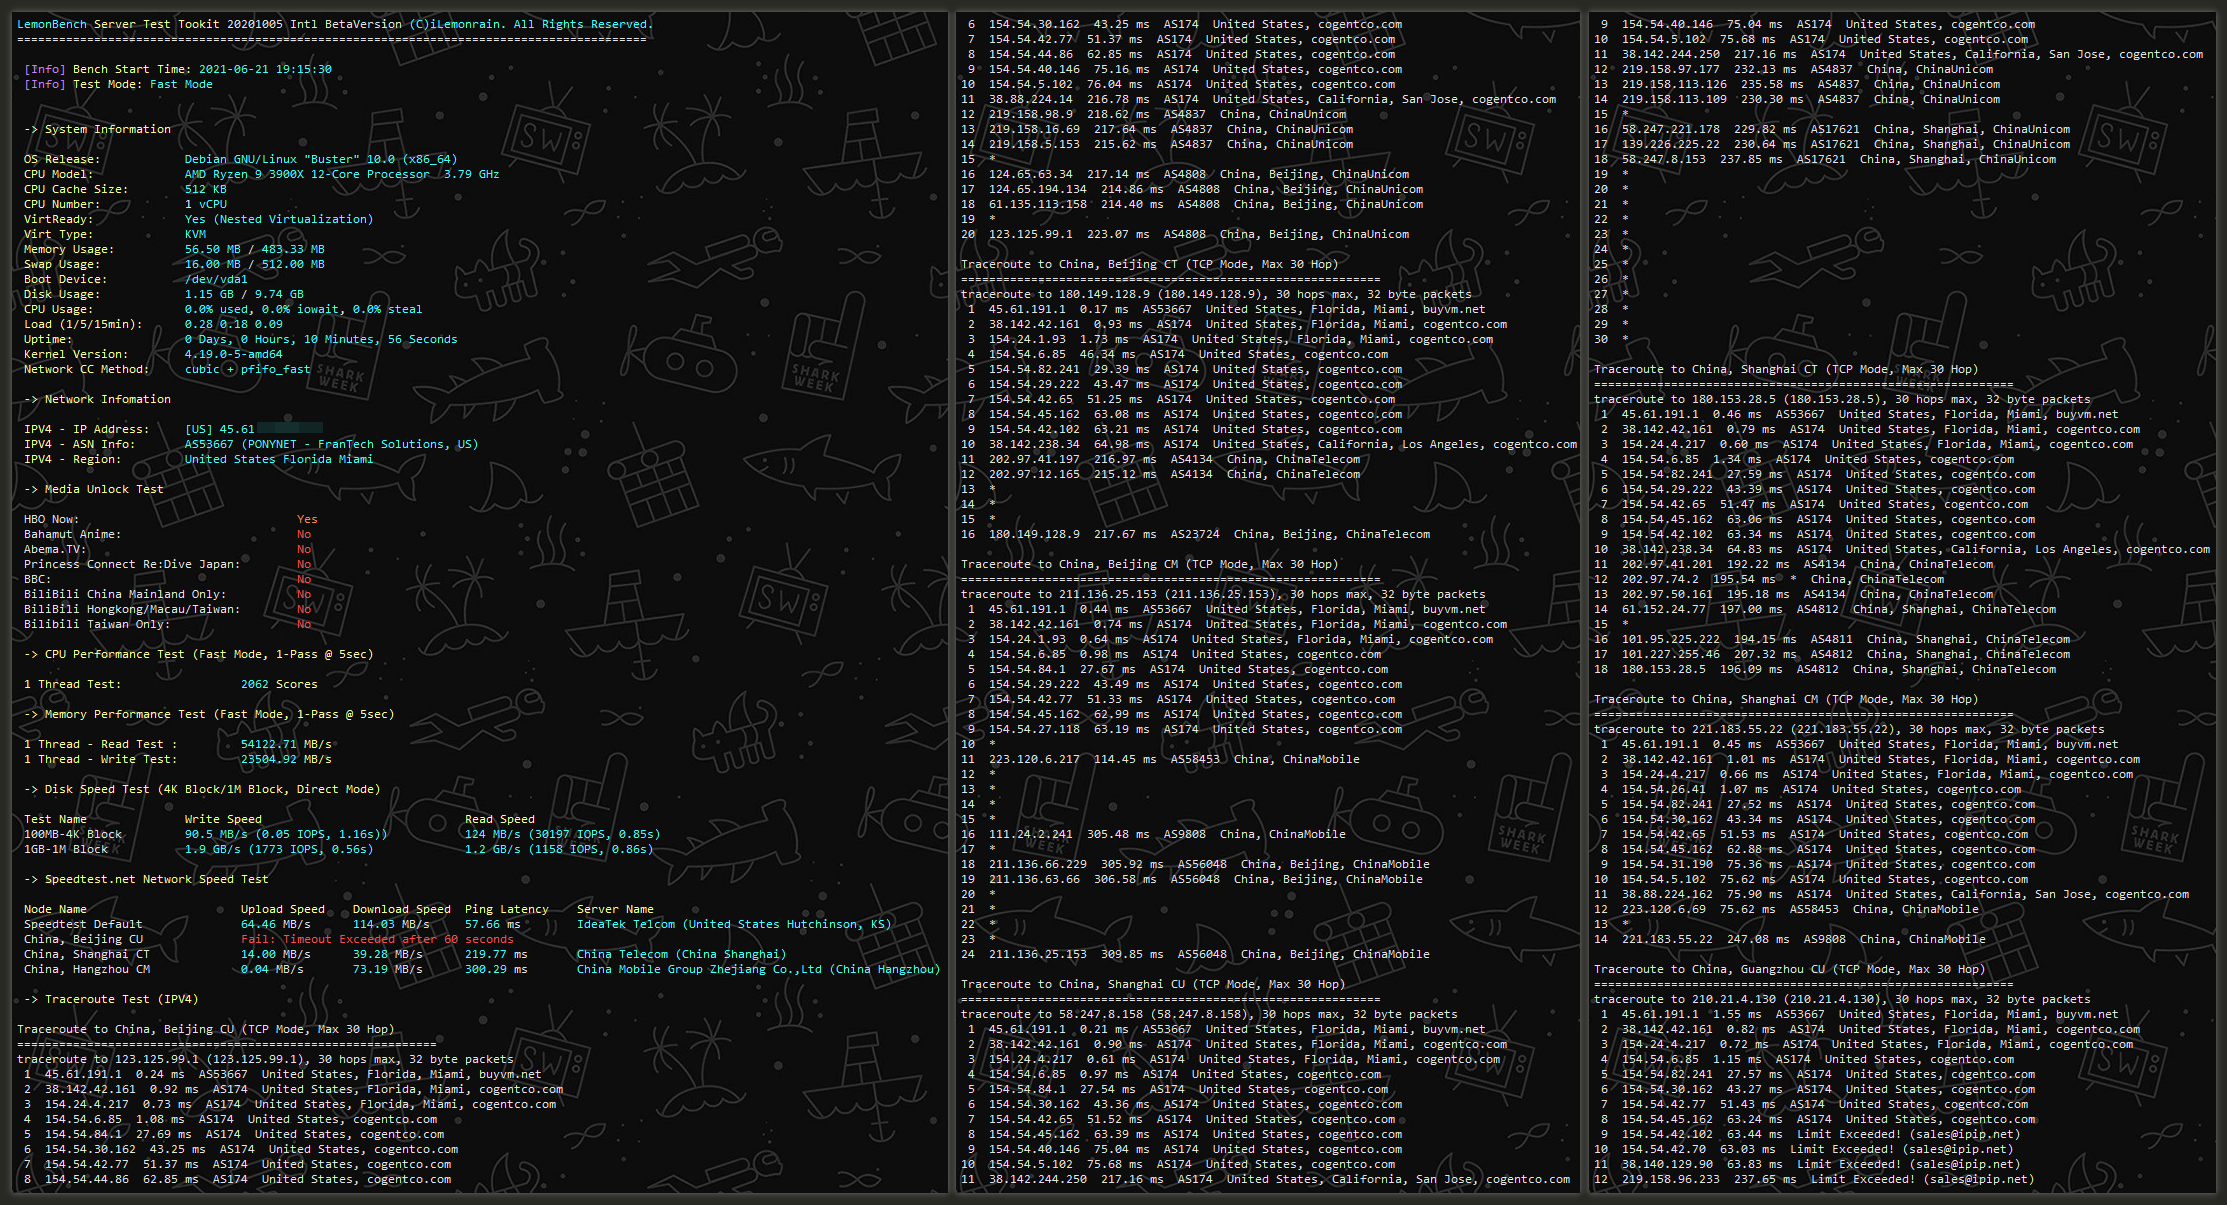 LemonBench Server Test Tookit 20201005 Intl BetaVersion (C)iLemonrain. All Rights Reserved.
==========================================================================================
[Info] Bench Start Time: 2021-06-21 19:15:30
[Info] Test Mode: Fast Mode
-> System Information
OS Release: Debian GNU/Linux "Buster" 10.0 (x86_64)
CPU Model: AMD Ryzen 9 3900X 12-Core Processor  3.79 GHz
CPU Cache Size: 512 KB
CPU Number: 1 vCPU
VirtReady: Yes (Nested Virtualization)
Virt Type: KVM
Memory Usage: 56.50 MB / 483.33 MB
Swap Usage: 16.00 MB / 512.00 MB
Boot Device: /dev/vda1
Disk Usage: 1.15 GB / 9.74 GB
CPU Usage: 0.0% used, 0.0% iowait, 0.0% steal
Load (1/5/15min): 0.28 0.18 0.09
Uptime: 0 Days, 0 Hours, 10 Minutes, 56 Seconds
Kernel Version: 4.19.0-5-amd64
Network CC Method: cubic + pfifo_fast
-> Network Infomation
IPV4 - IP Address: [US] 45.61
IPV4 - ASN Info: AS53667 (PONYNET - FranTech Solutions, US)
IPV4 - Region: United States Florida Miami
-> Media Unlock Test
HBO Now: Yes
Bahamut Anime: No
Abema.TV: No
Princess Connect Re:Dive Japan: No
BBC: No
BiliBili China Mainland Only: No
BiliBili Hongkong/Macau/Taiwan: No
Bilibili Taiwan Only: No
-> CPU Performance Test (Fast Mode, 1-Pass @ 5sec)
1 Thread Test: 2062 Scores
-> Memory Performance Test (Fast Mode, 1-Pass @ 5sec)
1 Thread - Read Test : 54122.71 MB/s
1 Thread - Write Test: 23504.92 MB/s
-> Disk Speed Test (4K Block/1M Block, Direct Mode)
Test Name Write Speed Read Speed
100MB-4K Block 90.5 MB/s (0.05 IOPS, 1.16s)) 124 MB/s (30197 IOPS, 0.85s)
1GB-1M Block 1.9 GB/s (1773 IOPS, 0.56s) 1.2 GB/s (1158 IOPS, 0.86s)
-> Speedtest.net Network Speed Test
Node Name Upload Speed Download Speed Ping Latency Server Name
Speedtest Default 64.46 MB/s 114.03 MB/s 57.66 ms IdeaTek Telcom (United States Hutchinson, KS)
China, Beijing CU Fail: Timeout Exceeded after 60 seconds
China, Shanghai CT 14.00 MB/s 39.28 MB/s 219.77 ms China Telecom (China Shanghai)
China, Hangzhou CM 0.04 MB/s 73.19 MB/s 300.29 ms China Mobile Group Zhejiang Co.,Ltd (China Hangzhou)
-> Traceroute Test (IPV4)
Traceroute to China, Beijing CU (TCP Mode, Max 30 Hop)
============================================================
traceroute to 123.125.99.1 (123.125.99.1), 30 hops max, 32 byte packets
1 45.61.191.1 0.24 ms AS53667 United States, Florida, Miami, buyvm.net
2 38.142.42.161 0.92 ms AS174 United States, Florida, Miami, cogentco.com
3 154.24.4.217 0.73 ms AS174 United States, Florida, Miami, cogentco.com
4 154.54.6.85 1.08 ms AS174 United States, cogentco.com
5 154.54.84.1 27.69 ms AS174 United States, cogentco.com
6 154.54.30.162 43.25 ms AS174 United States, cogentco.com
7 154.54.42.77 51.37 ms AS174 United States, cogentco.com
8 154.54.44.86 62.85 ms AS174 United States, cogentco.com
6 154.54.30.162 43.25 ms AS174 United States, cogentco.com
7 154.54.42.77 51.37 ms AS174 United States, cogentco.com
8 154.54.44.86 62.85 ms AS174 United States, cogentco.com
9 154.54.40.146 75.16 ms AS174 United States, cogentco.com
10 154.54.5.102 76.04 ms AS174 United States, cogentco.com
11 38.88.224.14 216.78 ms AS174 United States, California, San Jose, cogentco.com
12 219.158.98.9 218.62 ms AS4837 China, ChinaUnicom
13 219.158.16.69 217.64 ms AS4837 China, ChinaUnicom
14 219.158.5.153 215.62 ms AS4837 China, ChinaUnicom
15 *
16 124.65.63.34 217.14 ms AS4808 China, Beijing, ChinaUnicom
17 124.65.194.134 214.86 ms AS4808 China, Beijing, ChinaUnicom
18 61.135.113.158 214.40 ms AS4808 China, Beijing, ChinaUnicom
19 *
20 123.125.99.1 223.07 ms AS4808 China, Beijing, ChinaUnicom
Traceroute to China, Beijing CT (TCP Mode, Max 30 Hop)
============================================================
traceroute to 180.149.128.9 (180.149.128.9), 30 hops max, 32 byte packets
1 45.61.191.1 0.17 ms AS53667 United States, Florida, Miami, buyvm.net
2 38.142.42.161 0.93 ms AS174 United States, Florida, Miami, cogentco.com
3 154.24.1.93 1.73 ms AS174 United States, Florida, Miami, cogentco.com
4 154.54.6.85 46.34 ms AS174 United States, cogentco.com
5 154.54.82.241 29.39 ms AS174 United States, cogentco.com
6 154.54.29.222 43.47 ms AS174 United States, cogentco.com
7 154.54.42.65 51.25 ms AS174 United States, cogentco.com
8 154.54.45.162 63.08 ms AS174 United States, cogentco.com
9 154.54.42.102 63.21 ms AS174 United States, cogentco.com
10 38.142.238.34 64.98 ms AS174 United States, California, Los Angeles, cogentco.com
11 202.97.41.197 216.97 ms AS4134 China, ChinaTelecom
12 202.97.12.165 215.12 ms AS4134 China, ChinaTelecom
13 *
14 *
15 *
16 180.149.128.9 217.67 ms AS23724 China, Beijing, ChinaTelecom
Traceroute to China, Beijing CM (TCP Mode, Max 30 Hop)
============================================================
traceroute to 211.136.25.153 (211.136.25.153), 30 hops max, 32 byte packets
1 45.61.191.1 0.44 ms AS53667 United States, Florida, Miami, buyvm.net
2 38.142.42.161 0.74 ms AS174 United States, Florida, Miami, cogentco.com
3 154.24.1.93 0.64 ms AS174 United States, Florida, Miami, cogentco.com
4 154.54.6.85 0.98 ms AS174 United States, cogentco.com
5 154.54.84.1 27.67 ms AS174 United States, cogentco.com
6 154.54.29.222 43.49 ms AS174 United States, cogentco.com
7 154.54.42.77 51.33 ms AS174 United States, cogentco.com
8 154.54.45.162 62.99 ms AS174 United States, cogentco.com
9 154.54.27.118 63.19 ms AS174 United States, cogentco.com
10 *
11 223.120.6.217 114.45 ms AS58453 China, ChinaMobile
12 *
13 *
14 *
15 *
16 111.24.2.241 305.48 ms AS9808 China, ChinaMobile
17 *
18 211.136.66.229 305.92 ms AS56048 China, Beijing, ChinaMobile
19 211.136.63.66 306.58 ms AS56048 China, Beijing, ChinaMobile
20 *
21 *
22 *
23 *
24 211.136.25.153 309.85 ms AS56048 China, Beijing, ChinaMobile
Traceroute to China, Shanghai CU (TCP Mode, Max 30 Hop)
============================================================
traceroute to 58.247.8.158 (58.247.8.158), 30 hops max, 32 byte packets
1 45.61.191.1 0.21 ms AS53667 United States, Florida, Miami, buyvm.net
2 38.142.42.161 0.90 ms AS174 United States, Florida, Miami, cogentco.com
3 154.24.4.217 0.61 ms AS174 United States, Florida, Miami, cogentco.com
4 154.54.6.85 0.97 ms AS174 United States, cogentco.com
5 154.54.84.1 27.54 ms AS174 United States, cogentco.com
6 154.54.30.162 43.36 ms AS174 United States, cogentco.com
7 154.54.42.65 51.52 ms AS174 United States, cogentco.com
8 154.54.45.162 63.39 ms AS174 United States, cogentco.com
9 154.54.40.146 75.04 ms AS174 United States, cogentco.com
10 154.54.5.102 75.68 ms AS174 United States, cogentco.com
11 38.142.244.250 217.16 ms AS174 United States, California, San Jose, cogentco.com
9 154.54.40.146 75.04 ms AS174 United States, cogentco.com
10 154.54.5.102 75.68 ms AS174 United States, cogentco.com
11 38.142.244.250 217.16 ms AS174 United States, California, San Jose, cogentco.com
12 219.158.97.177 232.13 ms AS4837 China, ChinaUnicom
13 219.158.113.126 235.58 ms AS4837 China, ChinaUnicom
14 219.158.113.109 230.30 ms AS4837 China, ChinaUnicom
15 *
16 58.247.221.178 229.82 ms AS17621 China, Shanghai, ChinaUnicom
17 139.226.225.22 230.64 ms AS17621 China, Shanghai, ChinaUnicom
18 58.247.8.153 237.85 ms AS17621 China, Shanghai, ChinaUnicom
19 *
20 *
21 *
22 *
23 *
24 *
25 *
26 *
27 *
28 *
29 *
30 *
Traceroute to China, Shanghai CT (TCP Mode, Max 30 Hop)
============================================================
traceroute to 180.153.28.5 (180.153.28.5), 30 hops max, 32 byte packets
1 45.61.191.1 0.46 ms AS53667 United States, Florida, Miami, buyvm.net
2 38.142.42.161 0.79 ms AS174 United States, Florida, Miami, cogentco.com
3 154.24.4.217 0.60 ms AS174 United States, Florida, Miami, cogentco.com
4 154.54.6.85 1.34 ms AS174 United States, cogentco.com
5 154.54.82.241 27.59 ms AS174 United States, cogentco.com
6 154.54.29.222 43.39 ms AS174 United States, cogentco.com
7 154.54.42.65 51.47 ms AS174 United States, cogentco.com
8 154.54.45.162 63.06 ms AS174 United States, cogentco.com
9 154.54.42.102 63.34 ms AS174 United States, cogentco.com
10 38.142.238.34 64.83 ms AS174 United States, California, Los Angeles, cogentco.com
11 202.97.41.201 192.22 ms AS4134 China, ChinaTelecom
12 202.97.74.2 195.54 ms * China, ChinaTelecom
13 202.97.50.161 195.18 ms AS4134 China, ChinaTelecom
14 61.152.24.77 197.00 ms AS4812 China, Shanghai, ChinaTelecom
15 *
16 101.95.225.222 194.15 ms AS4811 China, Shanghai, ChinaTelecom
17 101.227.255.46 207.32 ms AS4812 China, Shanghai, ChinaTelecom
18 180.153.28.5 196.09 ms AS4812 China, Shanghai, ChinaTelecom
Traceroute to China, Shanghai CM (TCP Mode, Max 30 Hop)
============================================================
traceroute to 221.183.55.22 (221.183.55.22), 30 hops max, 32 byte packets
1 45.61.191.1 0.45 ms AS53667 United States, Florida, Miami, buyvm.net
2 38.142.42.161 1.01 ms AS174 United States, Florida, Miami, cogentco.com
3 154.24.4.217 0.66 ms AS174 United States, Florida, Miami, cogentco.com
4 154.54.26.41 1.07 ms AS174 United States, cogentco.com
5 154.54.82.241 27.52 ms AS174 United States, cogentco.com
6 154.54.30.162 43.34 ms AS174 United States, cogentco.com
7 154.54.42.65 51.53 ms AS174 United States, cogentco.com
8 154.54.45.162 62.88 ms AS174 United States, cogentco.com
9 154.54.31.190 75.36 ms AS174 United States, cogentco.com
10 154.54.5.102 75.62 ms AS174 United States, cogentco.com
11 38.88.224.162 75.90 ms AS174 United States, California, San Jose, cogentco.com
12 223.120.6.69 75.62 ms AS58453 China, ChinaMobile
13 *
14 221.183.55.22 247.08 ms AS9808 China, ChinaMobile
Traceroute to China, Guangzhou CU (TCP Mode, Max 30 Hop)
============================================================
traceroute to 210.21.4.130 (210.21.4.130), 30 hops max, 32 byte packets
1 45.61.191.1 1.55 ms AS53667 United States, Florida, Miami, buyvm.net
2 38.142.42.161 0.82 ms AS174 United States, Florida, Miami, cogentco.com
3 154.24.4.217 0.72 ms AS174 United States, Florida, Miami, cogentco.com
4 154.54.6.85 1.15 ms AS174 United States, cogentco.com
5 154.54.82.241 27.57 ms AS174 United States, cogentco.com
6 154.54.30.162 43.27 ms AS174 United States, cogentco.com
7 154.54.42.77 51.43 ms AS174 United States, cogentco.com
8 154.54.45.162 63.24 ms AS174 United States, cogentco.com
9 154.54.42.102 63.44 ms Limit Exceeded! (sales@ipip.net)
10 154.54.42.70 63.03 ms Limit Exceeded! (sales@ipip.net)
11 38.140.129.90 63.83 ms Limit Exceeded! (sales@ipip.net)
12 219.158.96.233 237.65 ms Limit Exceeded! (sales@ipip.net)